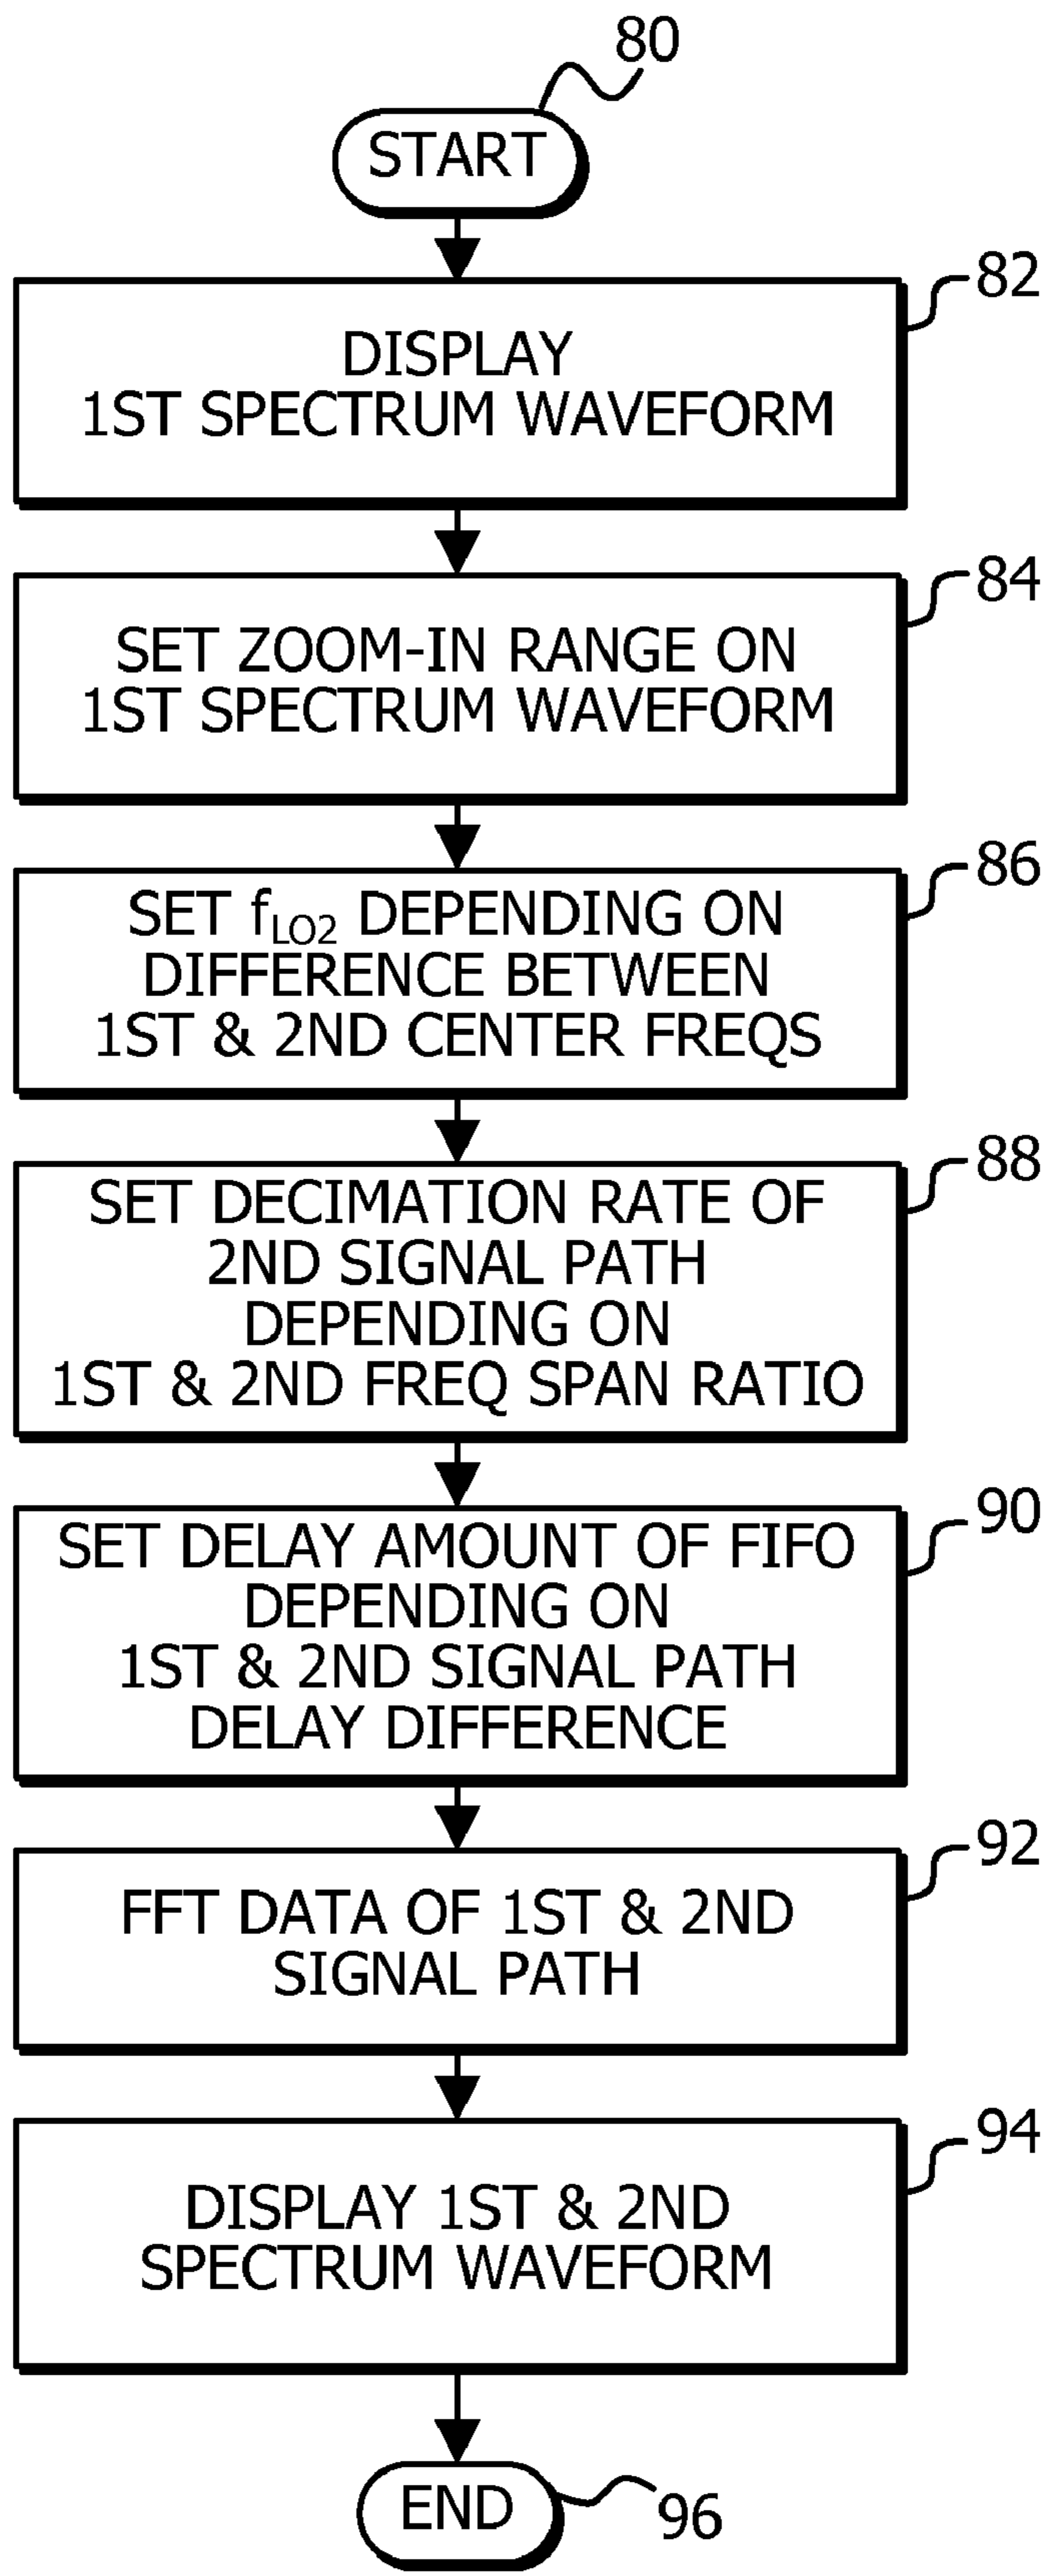 80
START
82
DISPLAY
1ST SPECTRUM WAVEFORM
84
SET ZOOM-IN RANGE ON
1ST SPECTRUM WAVEFORM
86
SET fLO2 DEPENDING ON
DIFFERENCE BETWEEN
1ST & 2ND CENTER FREQS
88
SET DECIMATION RATE OF
2ND SIGNAL PATH
DEPENDING ON
1ST & 2ND FREQ SPAN RATIO
90
SET DELAY AMOUNT OF FIFO
DEPENDING ON
1ST & 2ND SIGNAL PATH
DELAY DIFFERENCE
92
FFT DATA OF 1ST & 2ND
SIGNAL PATH
94
DISPLAY 1ST & 2ND
SPECTRUM WAVEFORM
END
96